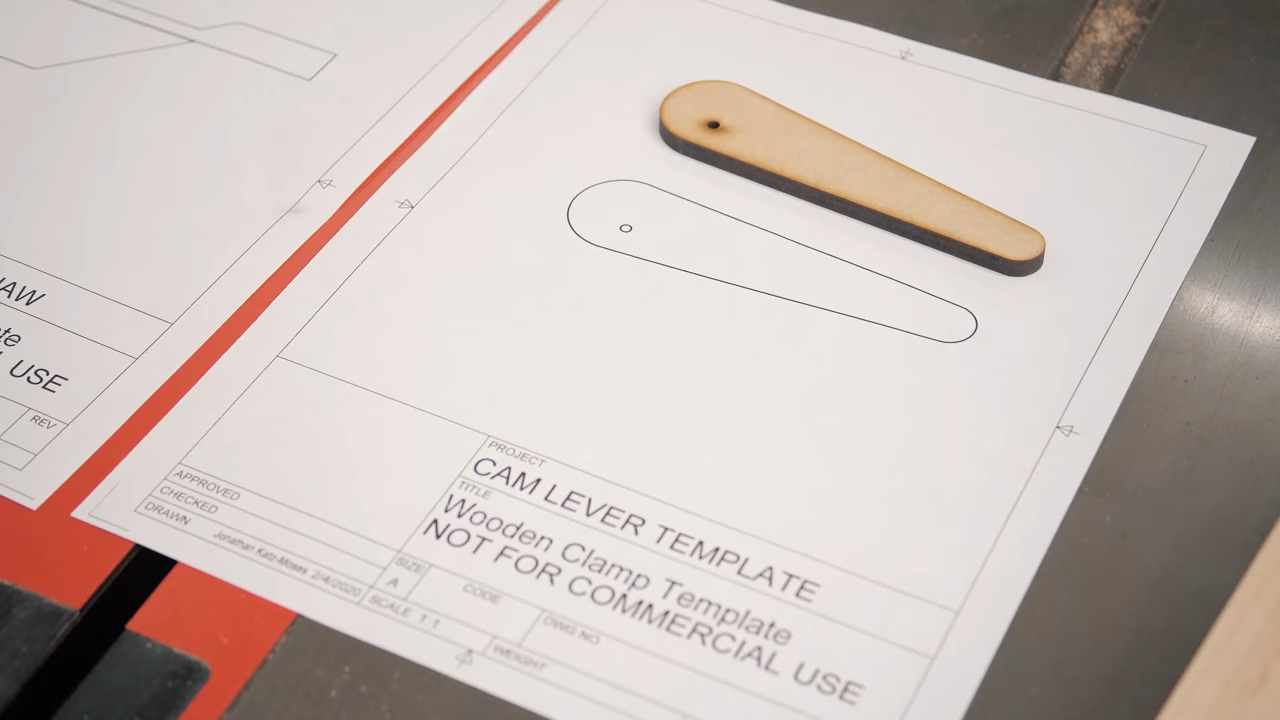 AW
te
L USE
REV
PROJECT
CAM LEVER TEMPLATE
TITLE
Wooden Clamp Template
NOT FOR COMMERCIAL USE
APPROVED
CHECKED
DRAWN
Jonathan Katz-Moses 2/4/2020
SIZE
A
CODE
DWG NO
SCALE 1:1
WEIGHT